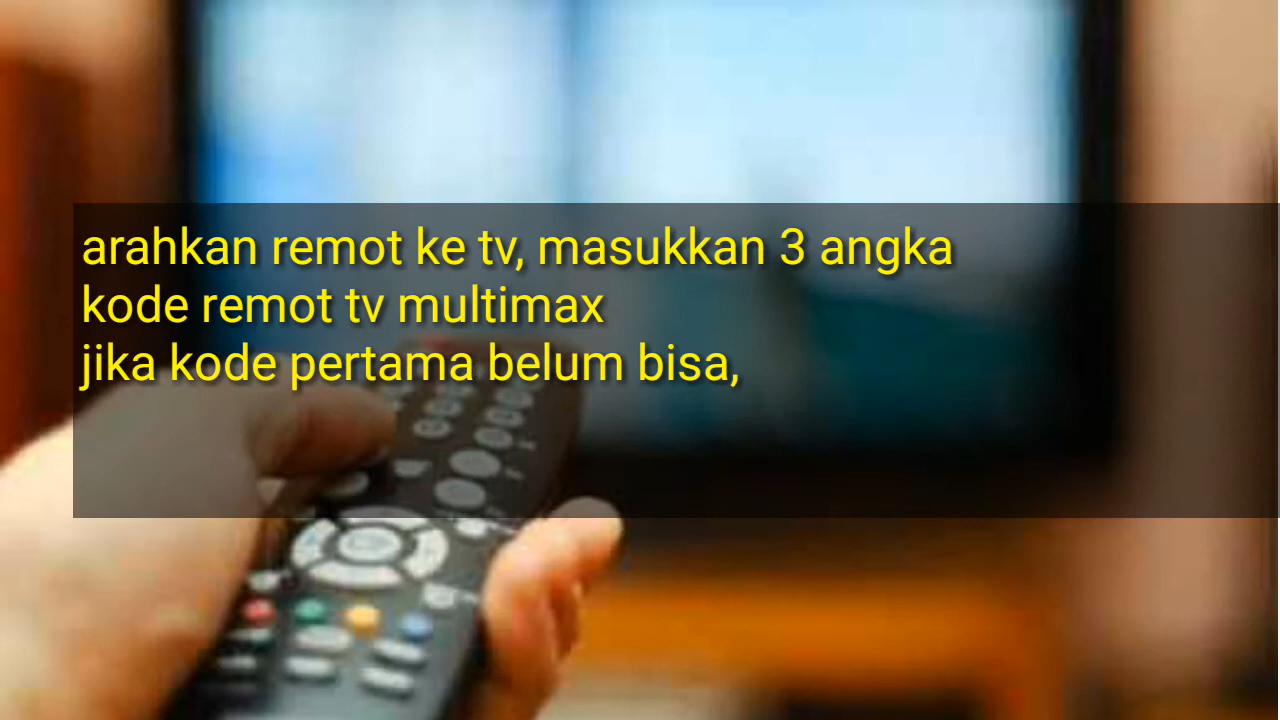 arahkan remot ke tv, masukkan 3 angka
kode remot tv multimax
jika kode pertama belum bisa,